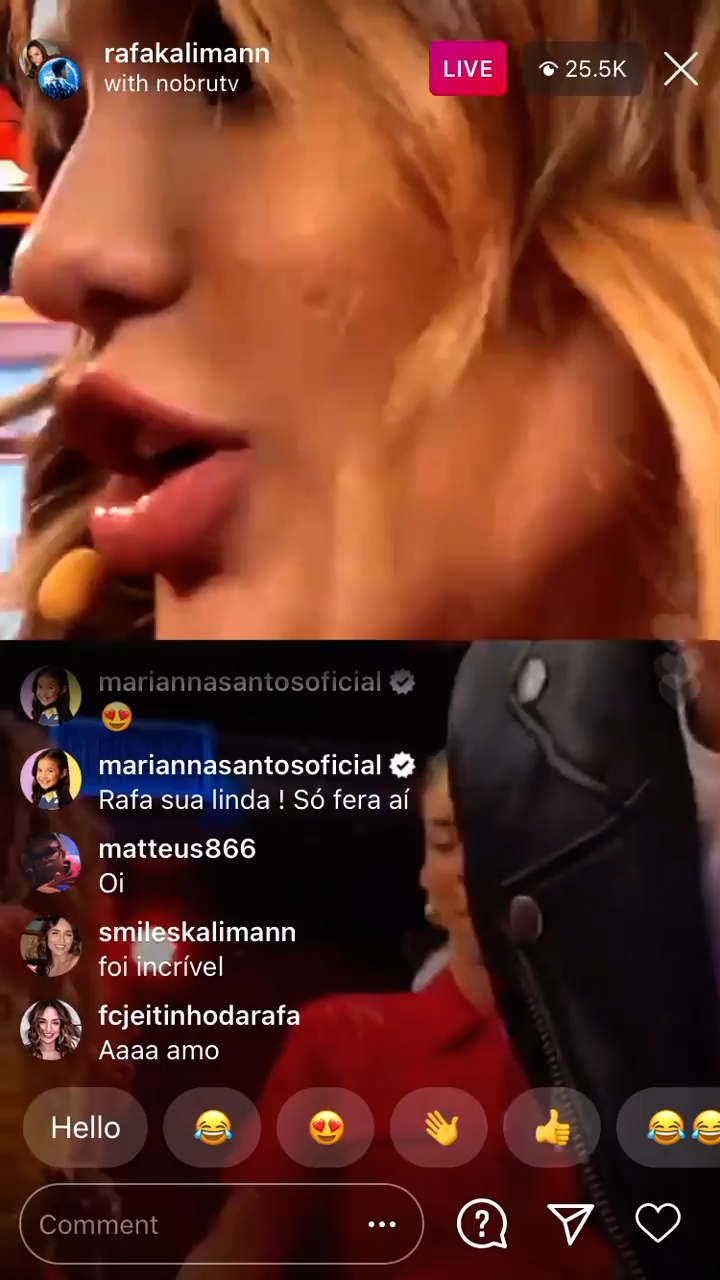 rafakalimann
with nobrutv
LIVE
25.5K
mariannasantosoficial
😍
mariannasantosoficial
Rafa sua linda ! Só fera aí
matteus866
Oi
smileskalimann
foi incrível
fcjeitinhodarafa
Aaaa amo
Hello 😂 😍 👋 👍 😂😂
Comment